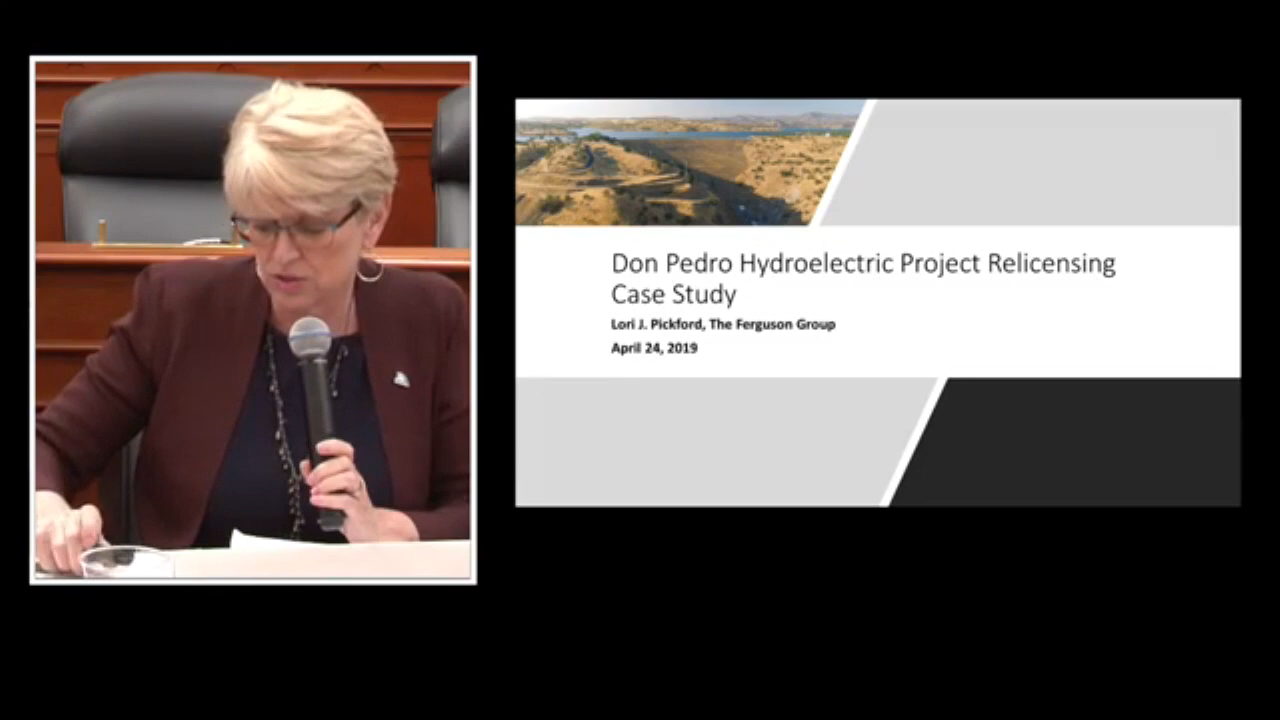 Don Pedro Hydroelectric Project Relicensing
Case Study
Lori J. Pickford, The Ferguson Group
April 24, 2019